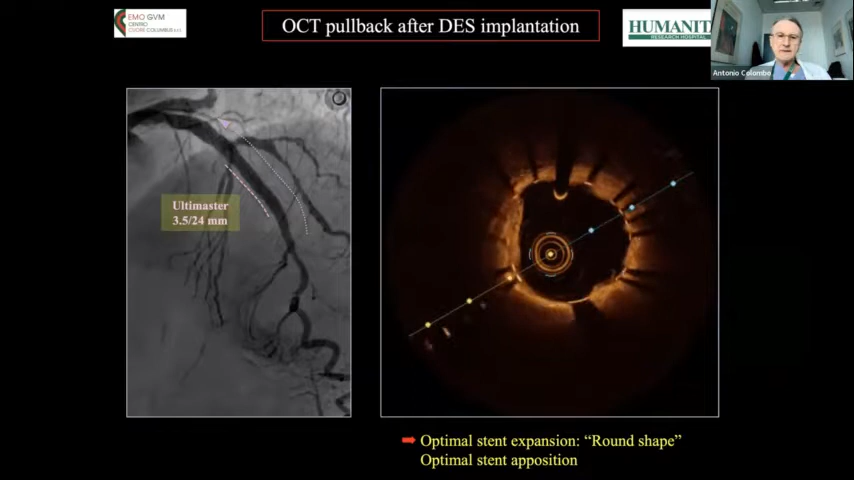 EMO GVM
CENTRO
CUORE COLUMBUS s.r.l.
OCT pullback after DES implantation
HUMANIT
RESEARCH HOSPITAL
Antonio Colombo
Ultimaster
3.5/24 mm
Optimal stent expansion: “Round shape”
Optimal stent apposition